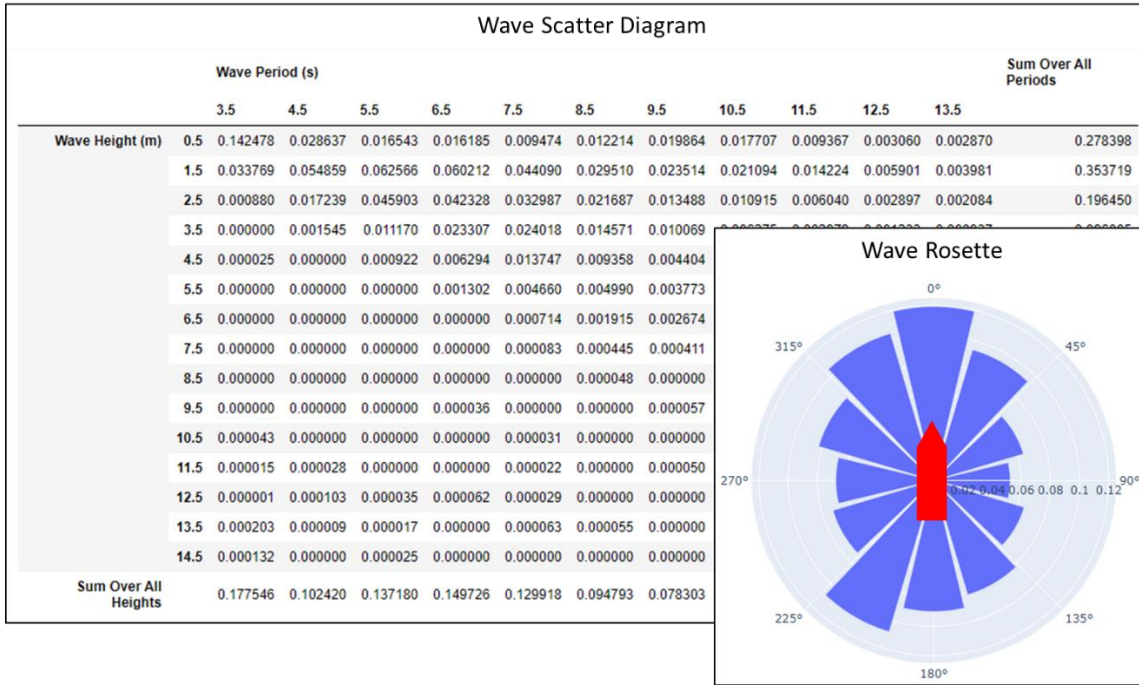 Wave Scatter Diagram
Wave Period (s) Sum Over All
Periods
3.5 4.5 5.5 6.5 7.5 8.5 9.5 10.5 11.5 12.5 13.5
Wave Height (m) 0.5 0.142478 0.028637 0.016543 0.016185 0.009474 0.012214 0.019864 0.017707 0.009367 0.003060 0.002870 0.278398
1.5 0.033769 0.054859 0.062566 0.060212 0.044090 0.029510 0.023514 0.021094 0.014224 0.005901 0.003981 0.353719
2.5 0.000880 0.017239 0.045903 0.042328 0.032987 0.021687 0.013488 0.010915 0.006040 0.002897 0.002084 0.196450
3.5 0.000000 0.001545 0.011170 0.023307 0.024018 0.014571 0.010069
4.5 0.000025 0.000000 0.000922 0.006294 0.013747 0.009358 0.004404
5.5 0.000000 0.000000 0.000000 0.001302 0.004660 0.004990 0.003773
6.5 0.000000 0.000000 0.000000 0.000000 0.000714 0.001915 0.002674
7.5 0.000000 0.000000 0.000000 0.000000 0.000083 0.000445 0.000411
8.5 0.000000 0.000000 0.000000 0.000000 0.000000 0.000048 0.000000
9.5 0.000000 0.000000 0.000000 0.000036 0.000000 0.000000 0.000057
10.5 0.000043 0.000000 0.000000 0.000000 0.000031 0.000000 0.000000
11.5 0.000015 0.000028 0.000000 0.000000 0.000022 0.000000 0.000050
12.5 0.000001 0.000103 0.000035 0.000062 0.000029 0.000000 0.000000
13.5 0.000203 0.000009 0.000017 0.000000 0.000063 0.000055 0.000000
14.5 0.000132 0.000000 0.000025 0.000000 0.000000 0.000000 0.000000
Sum Over All
Heights
0.177546 0.102420 0.137180 0.149726 0.129918 0.094793 0.078303
Wave Rosette
0°
315° 45°
270° 0.02 0.04 0.06 0.08 0.1 0.12 90°
225° 135°
180°